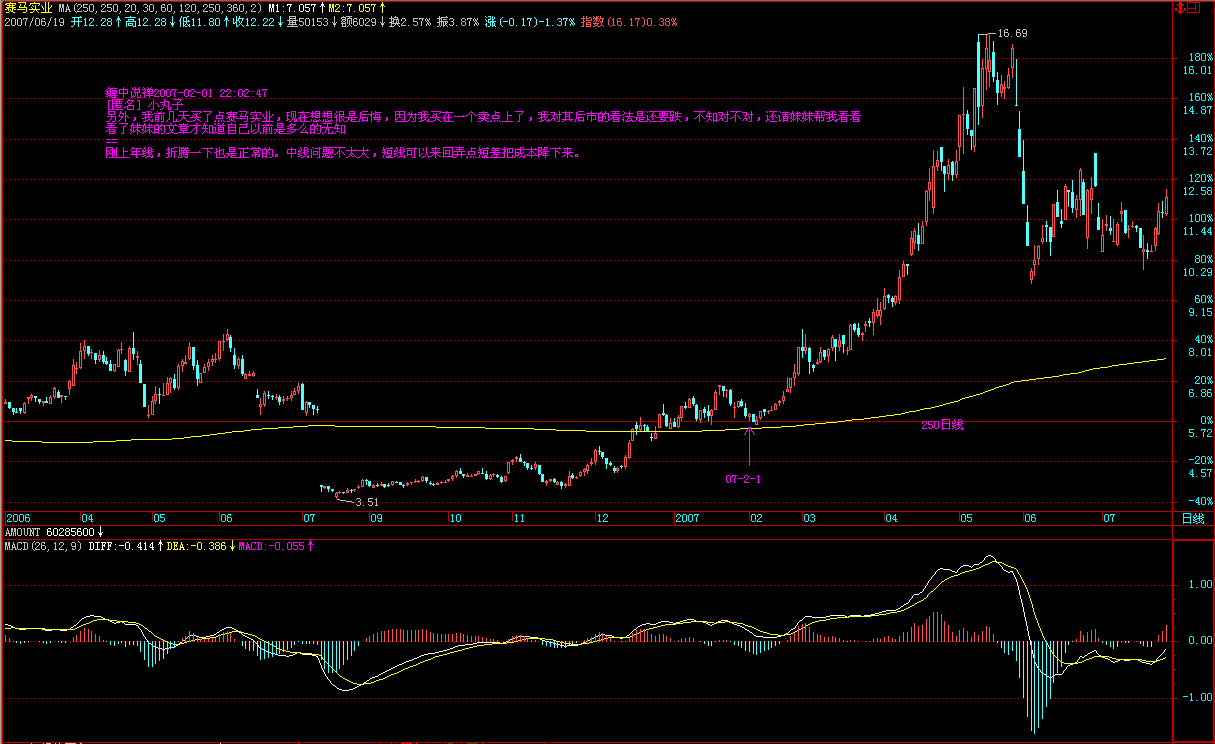 赛马实业 MA(250,250,20,30,60,120,250,360,2) M1:7.057↑M2:7.057↑
2007/06/19 开12.28↑高12.28↓低11.80↑收12.22↓量50153↓额6029↓换2.57% 振3.87% 涨(-0.17)-1.37% 指数(16.17)0.38%
16.69
缠中说禅2007-02-01 22:02:47
[匿名] 小丸子
另外，我前几天买了点赛马实业，现在想想很是后悔，因为我买在一个卖点上了，我对其后市的看法是还要跌，不知对不对，还请妹妹帮我看看
看了妹妹的文章才知道自己以前是多么的无知
==
刚上年线，折腾一下也是正常的。中线问题不太大，短线可以来回弄点短差把成本降下来。
180%
16.01
160%
14.87
140%
13.72
120%
12.58
100%
11.44
80%
10.29
60%
9.15
40%
8.01
20%
6.86
0%
5.72
-20%
4.57
-40%
250日线
07-2-1
3.51
2006 04 05 06 07 09 10 11 12 2007 02 03 04 05 06 07 日线
AMOUNT 60285600↓
MACD(26,12,9) DIFF:-0.414↑DEA:-0.386↓MACD:-0.055↑
1.00
0.00
-1.00